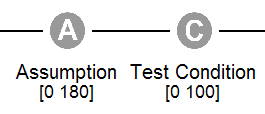 A C
Assumption Test Condition
[0 180] [0 100]